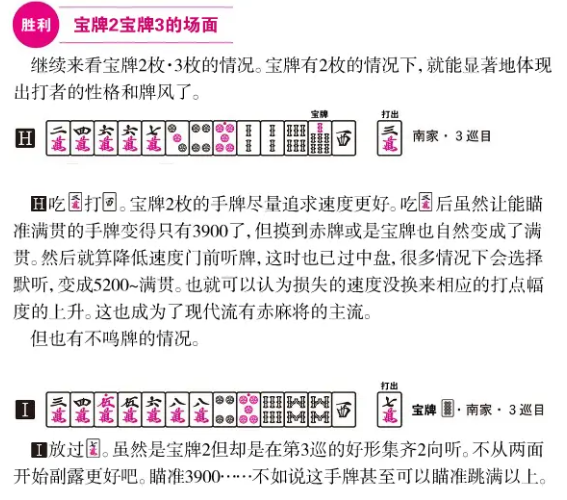 胜利 宝牌2宝牌3的场面
继续来看宝牌2枚·3枚的情况。宝牌有2枚的情况下,就能显著地体现
出打者的性格和牌风了。
宝牌 打出
H 二萬 四萬 六萬 六萬 七萬 西 三萬 南家·3巡目
H吃三萬打西。宝牌2枚的手牌尽量追求速度更好。吃三萬后虽然让能瞄
准满贯的手牌变得只有3900了,但摸到赤牌或是宝牌也自然变成了满
贯。然后就算降低速度门前听牌,这时也已过中盘,很多情况下会选择
默听,变成5200~满贯。也就可以认为损失的速度没换来相应的打点幅
度的上升。这也成为了现代流有赤麻将的主流。
但也有不鸣牌的情况。
打出
I 三萬 四萬 五萬 五萬 六萬 八萬 八萬 西 七萬 宝牌 ·南家·3巡目
I放过七萬。虽然是宝牌2但却是在第3巡的好形集齐2向听。不从两面
开始副露更好吧。瞄准3900……不如说这手牌甚至可以瞄准跳满以上。